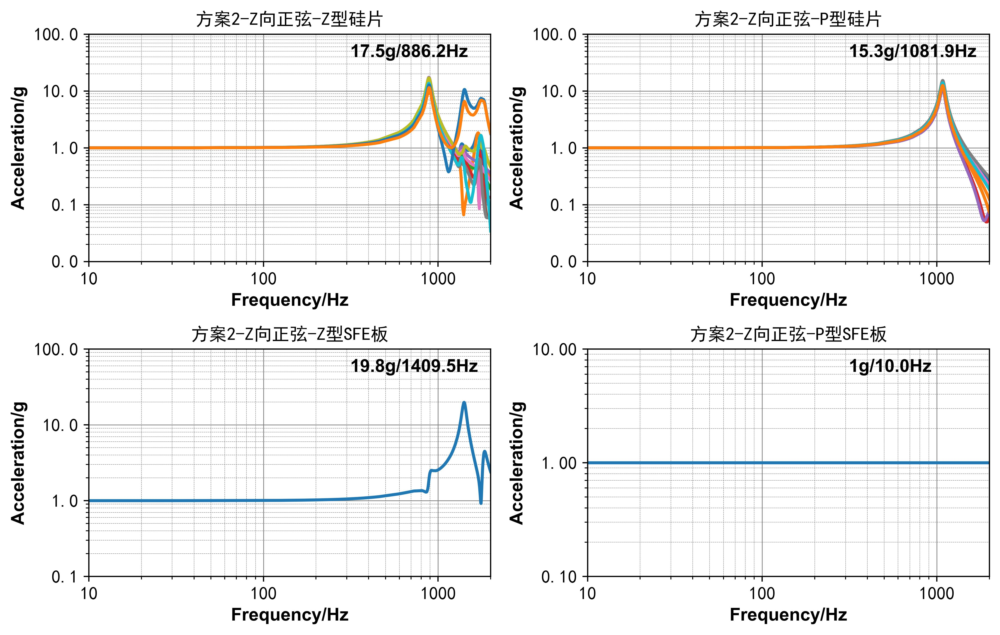 方案2-Z向正弦-Z型硅片
17.5g/886.2Hz
100.0
10.0
1.0
0.1
0.0
Acceleration/g
10
100
1000
Frequency/Hz
方案2-Z向正弦-P型硅片
15.3g/1081.9Hz
100.0
10.0
1.0
0.1
0.0
Acceleration/g
10
100
1000
Frequency/Hz
方案2-Z向正弦-Z型SFE板
19.8g/1409.5Hz
100.0
10.0
1.0
0.1
Acceleration/g
10
100
1000
Frequency/Hz
方案2-Z向正弦-P型SFE板
1g/10.0Hz
10.00
1.00
0.10
Acceleration/g
10
100
1000
Frequency/Hz